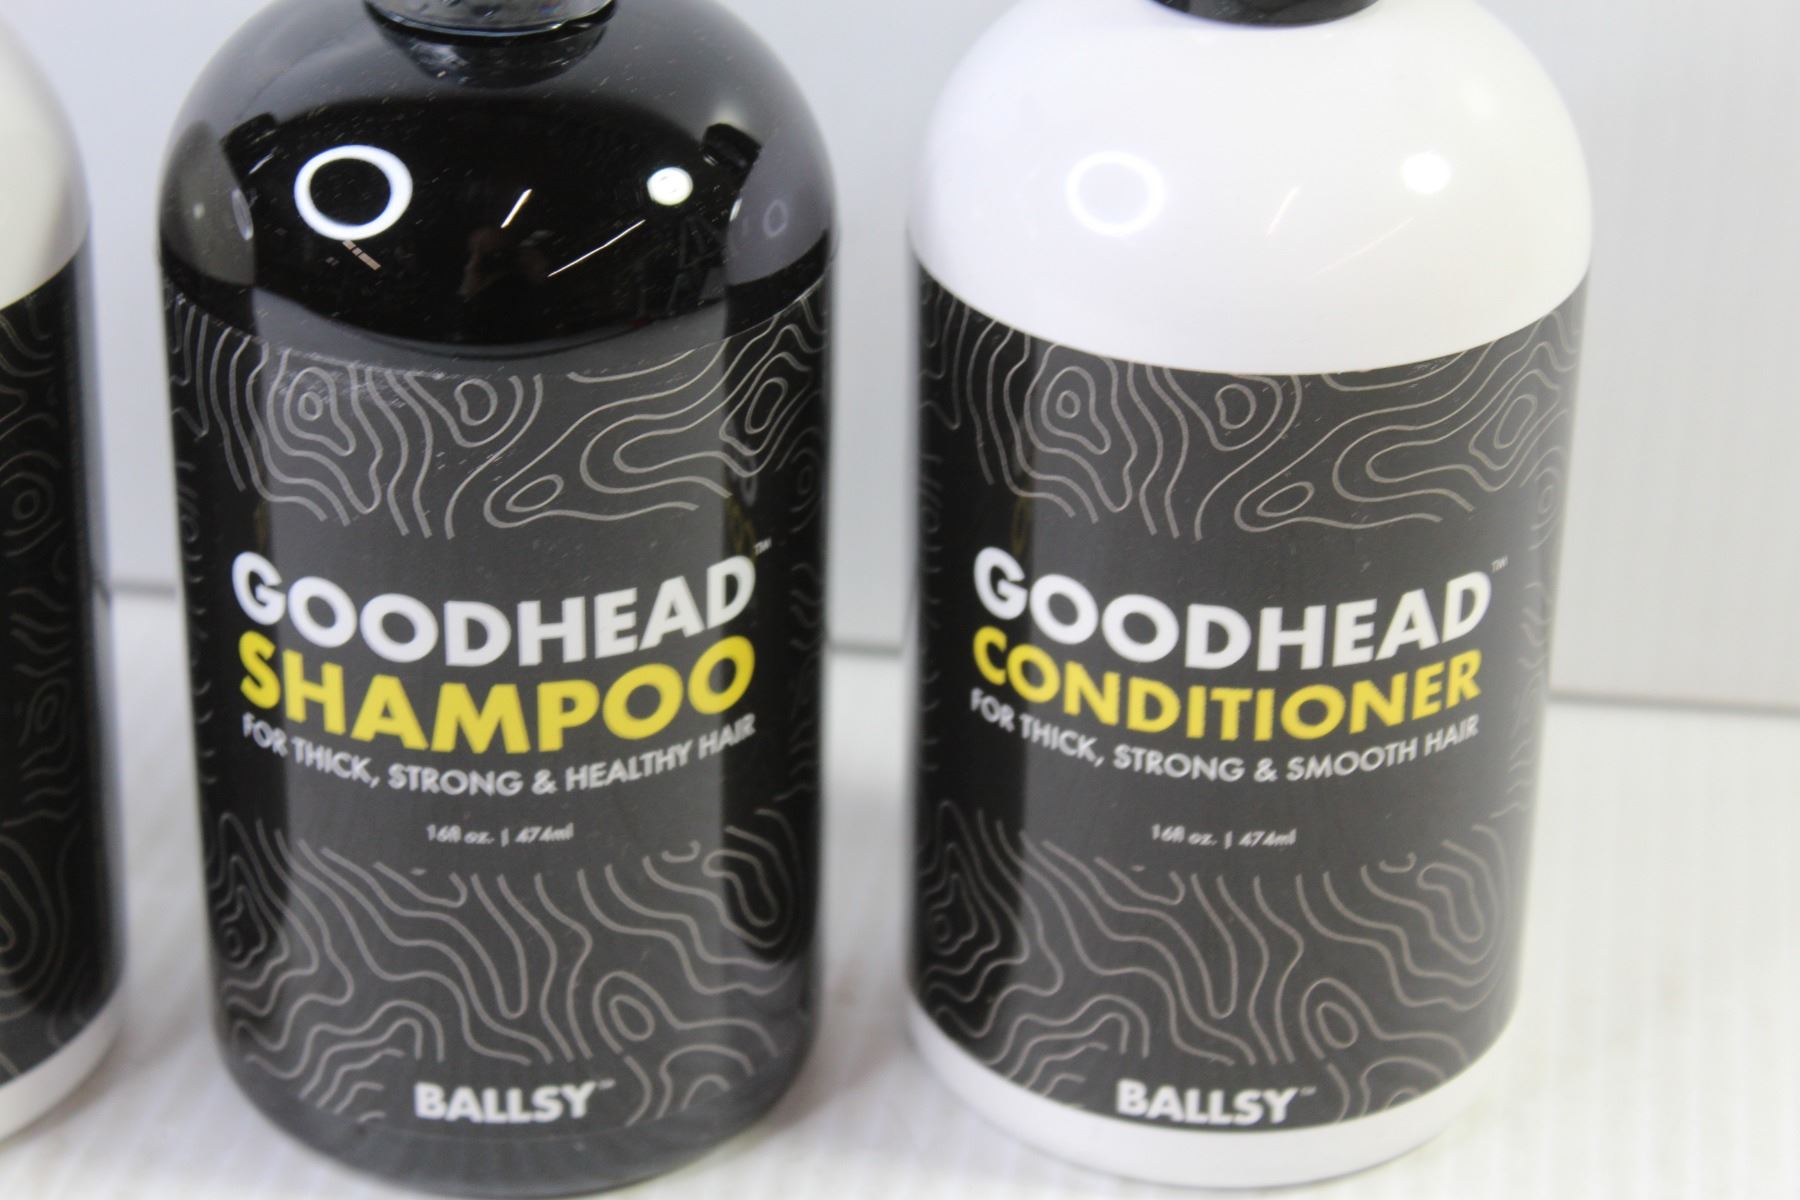 GOODHEAD™
SHAMPOO
FOR THICK, STRONG & HEALTHY HAIR
16fl oz. | 474ml
BALLSY™
GOODHEAD™
CONDITIONER
FOR THICK, STRONG & SMOOTH HAIR
16fl oz. | 474ml
BALLSY™